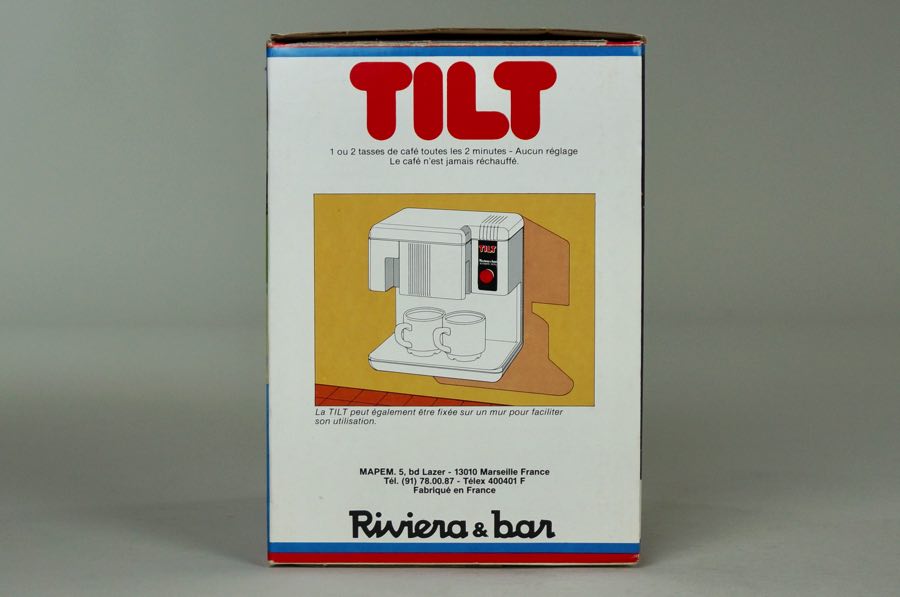 TILT
1 ou 2 tasses de café toutes les 2 minutes - Aucun réglage
Le café n'est jamais réchauffé.
TILT
Riviera & bar
La TILT peut également être fixée sur un mur pour faciliter
son utilisation.
MAPEM. 5, bd Lazer - 13010 Marseille France
Tél. (91) 78.00.87 - Télex 400401 F
Fabriqué en France
Riviera & bar